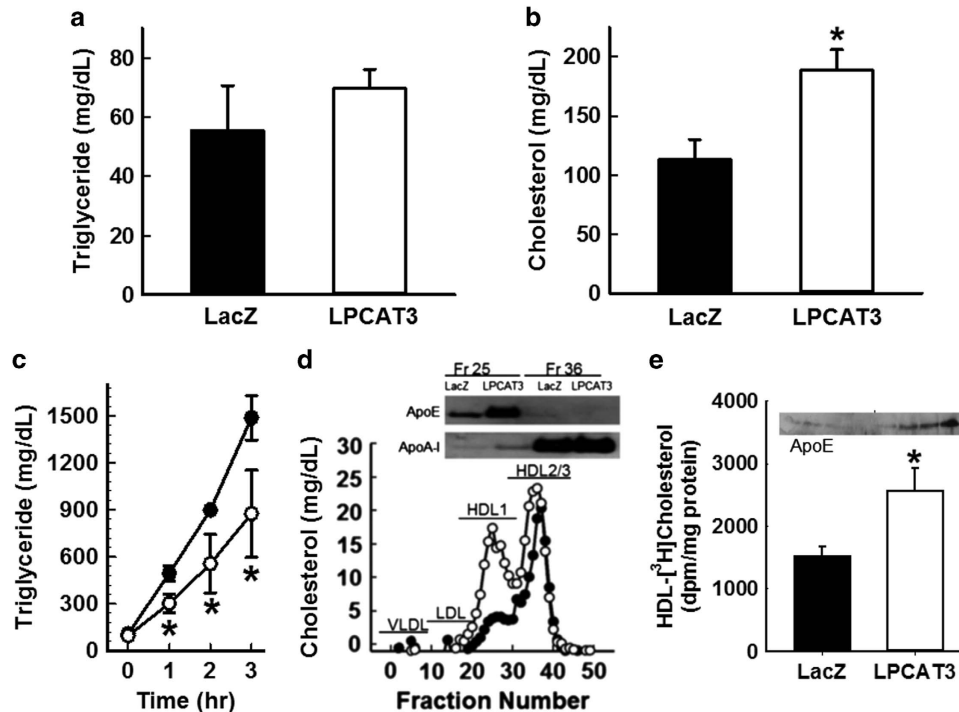 a
Triglyceride (mg/dL)
80
60
40
20
0
LacZ
LPCAT3
b
*
Cholesterol (mg/dL)
200
150
100
50
0
LacZ
LPCAT3
c
Triglyceride (mg/dL)
1500
1200
900
600
300
* * *
0 1 2 3
Time (hr)
d
Fr 25 Fr 36
LacZ LPCAT3 LacZ LPCAT3
ApoE
ApoA-I
Cholesterol (mg/dL)
30
25
20
15
10
5
0
HDL2/3
HDL1
LDL
VLDL
0 10 20 30 40 50
Fraction Number
e
HDL-[³H]Cholesterol
(dpm/mg protein)
4000
3000
2000
1000
0
ApoE
*
LacZ
LPCAT3